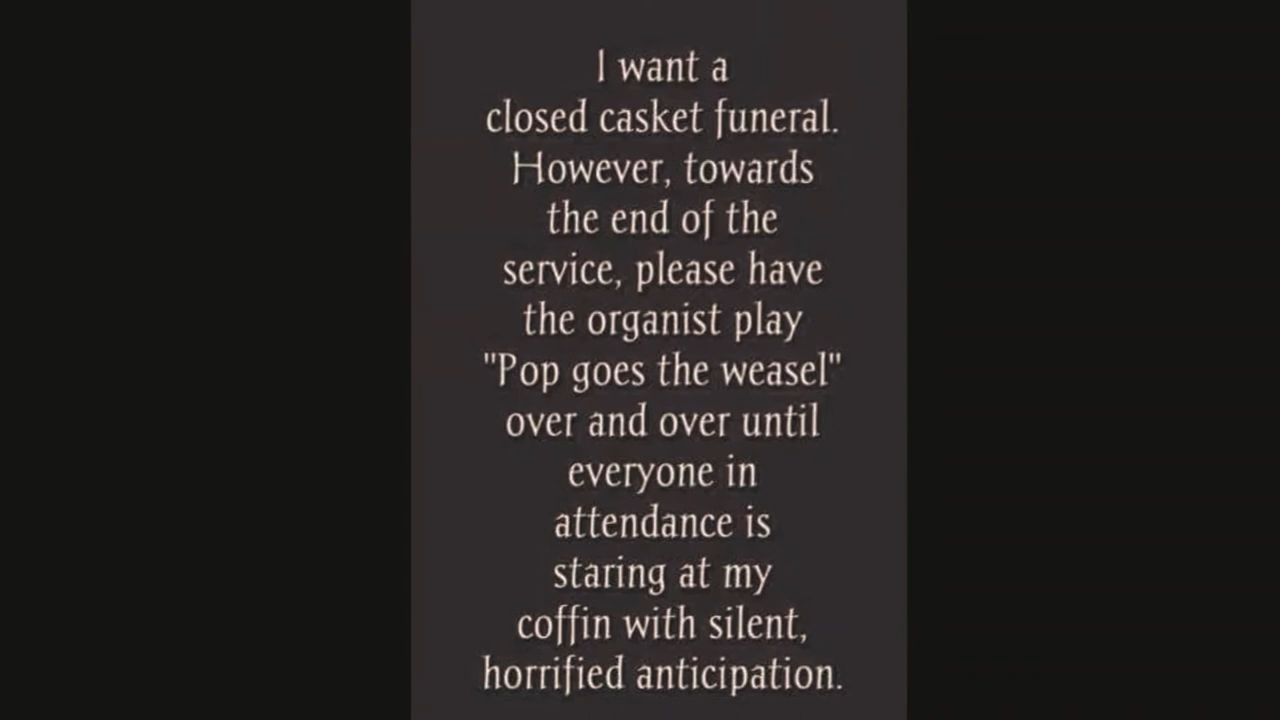 I want a
closed casket funeral.
However, towards
the end of the
service, please have
the organist play
"Pop goes the weasel"
over and over until
everyone in
attendance is
staring at my
coffin with silent,
horrified anticipation.